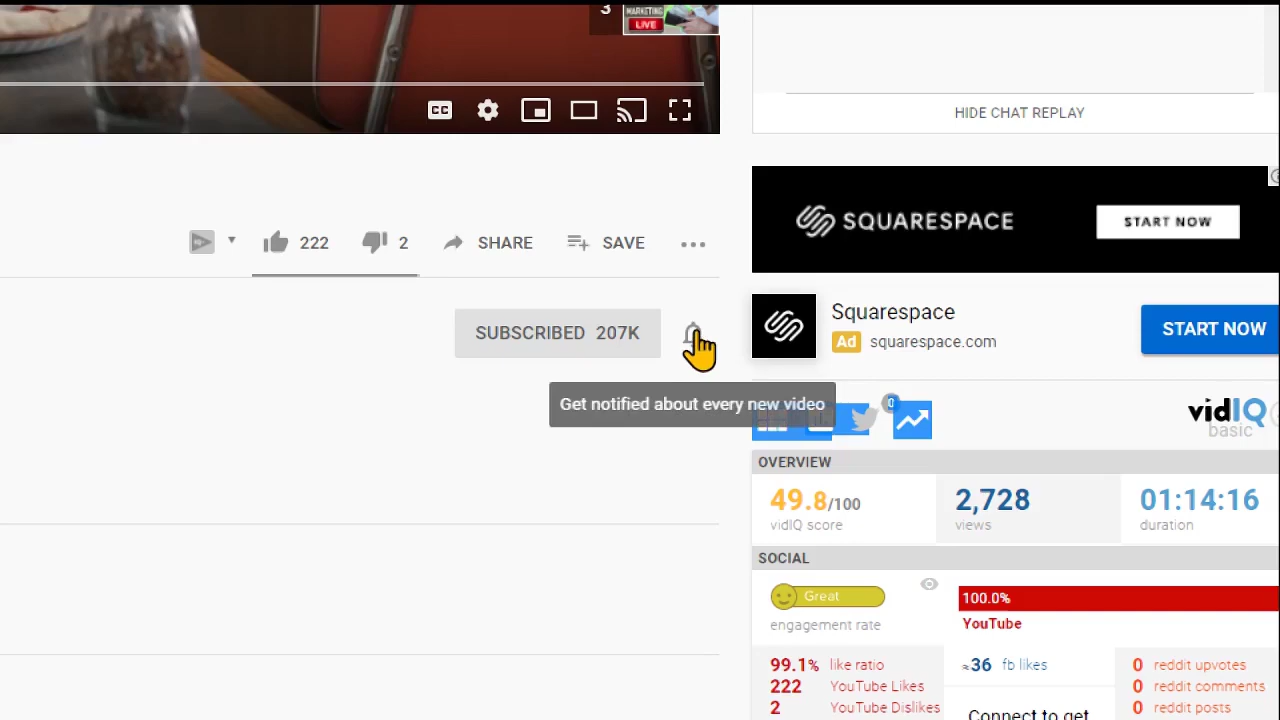 3
MARKETING
LIVE
CC
HIDE CHAT REPLAY
SQUARESPACE
START NOW
222
2
SHARE
SAVE
Squarespace
Ad squarespace.com
START NOW
SUBSCRIBED 207K
Get notified about every new video
0
vidIQ
basic
OVERVIEW
49.8/100
vidIQ score
2,728
views
01:14:16
duration
SOCIAL
Great
engagement rate
100.0%
YouTube
99.1% like ratio
222 YouTube Likes
2 YouTube Dislikes
≈36 fb likes
Connect to get
0 reddit upvotes
0 reddit comments
0 reddit posts